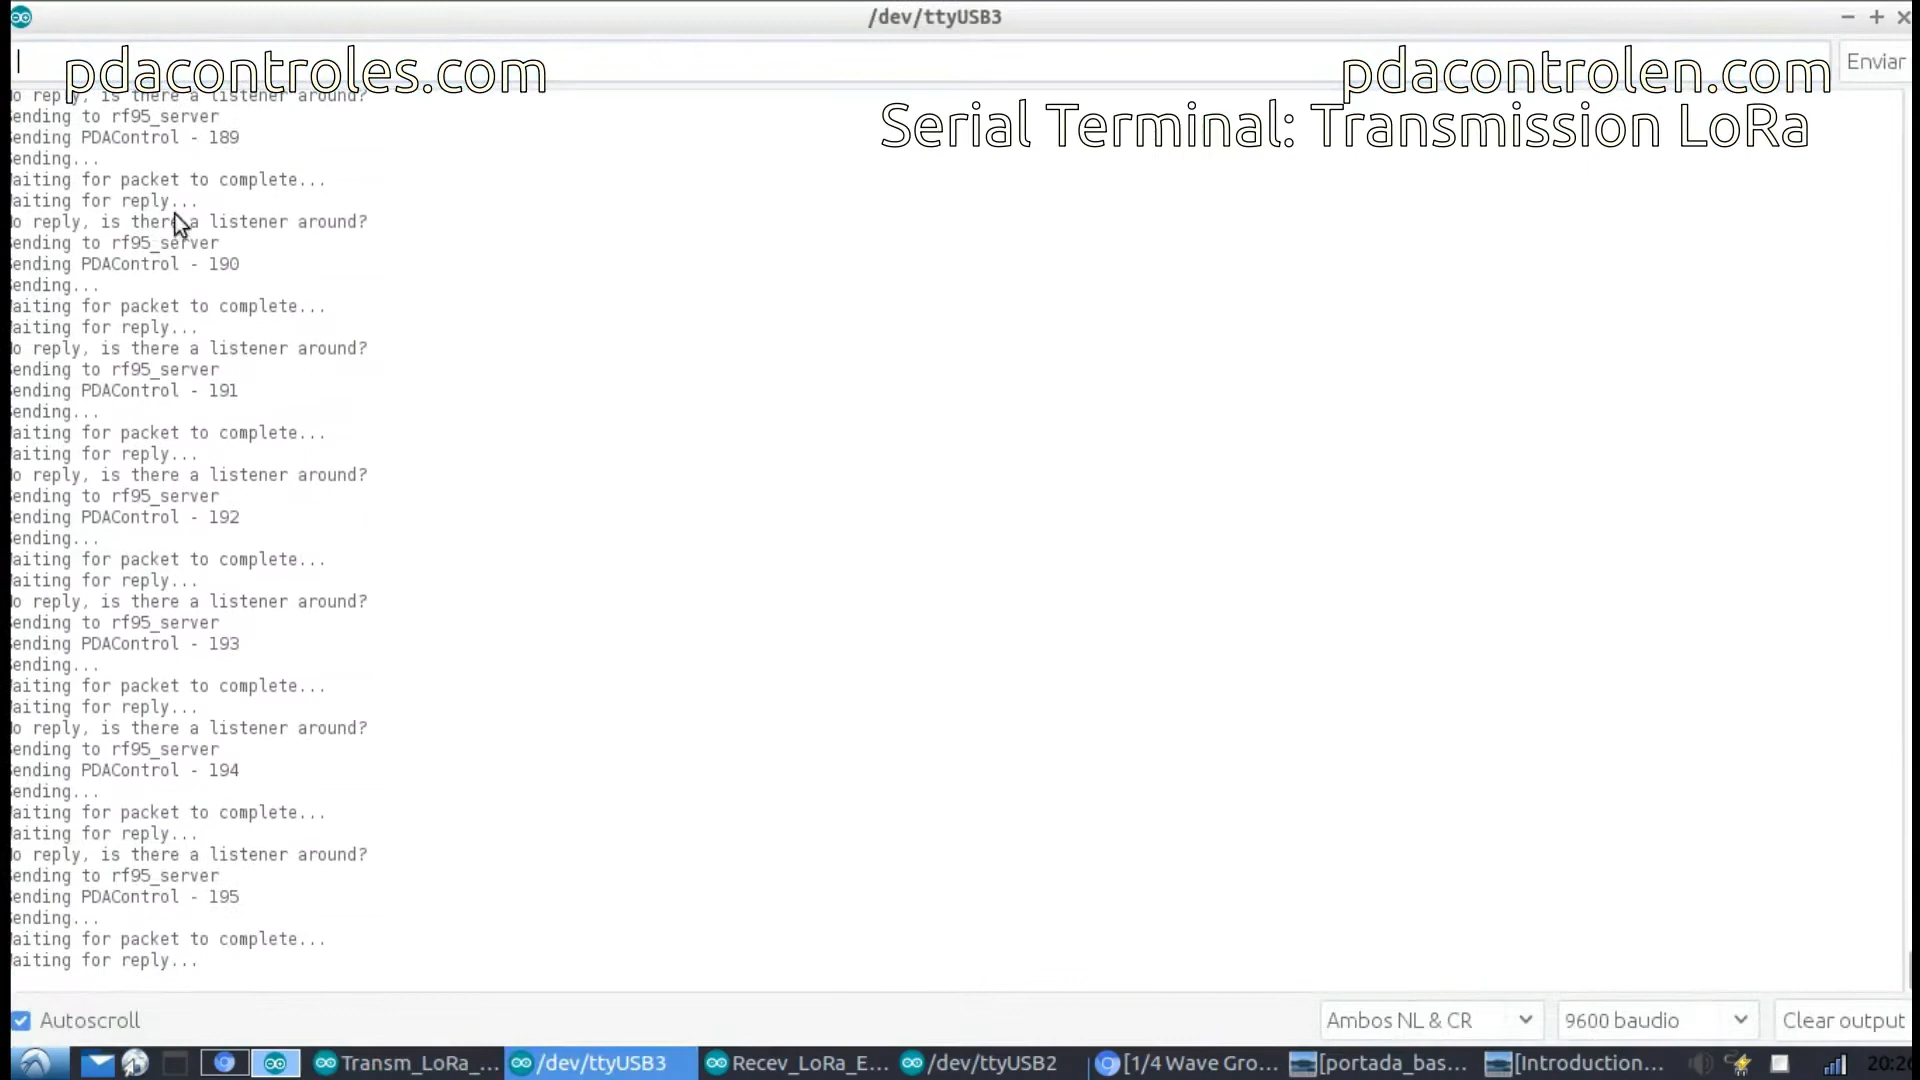 /dev/ttyUSB3
Enviar
pdacontroles.com
pdacontrolen.com
Serial Terminal: Transmission LoRa
o reply, is there a listener around?
ending to rf95_server
ending PDAControl - 189
ending...
aiting for packet to complete...
aiting for reply...
o reply, is there a listener around?
ending to rf95_server
ending PDAControl - 190
ending...
aiting for packet to complete...
aiting for reply...
o reply, is there a listener around?
ending to rf95_server
ending PDAControl - 191
ending...
aiting for packet to complete...
aiting for reply...
o reply, is there a listener around?
ending to rf95_server
ending PDAControl - 192
ending...
aiting for packet to complete...
aiting for reply...
o reply, is there a listener around?
ending to rf95_server
ending PDAControl - 193
ending...
aiting for packet to complete...
aiting for reply...
o reply, is there a listener around?
ending to rf95_server
ending PDAControl - 194
ending...
aiting for packet to complete...
aiting for reply...
o reply, is there a listener around?
ending to rf95_server
ending PDAControl - 195
ending...
aiting for packet to complete...
aiting for reply...
Autoscroll
Ambos NL & CR
9600 baudio
Clear output
Transm_LoRa_...
/dev/ttyUSB3
Recev_LoRa_E...
/dev/ttyUSB2
[1/4 Wave Gro...
[portada_bas...
[Introduction...